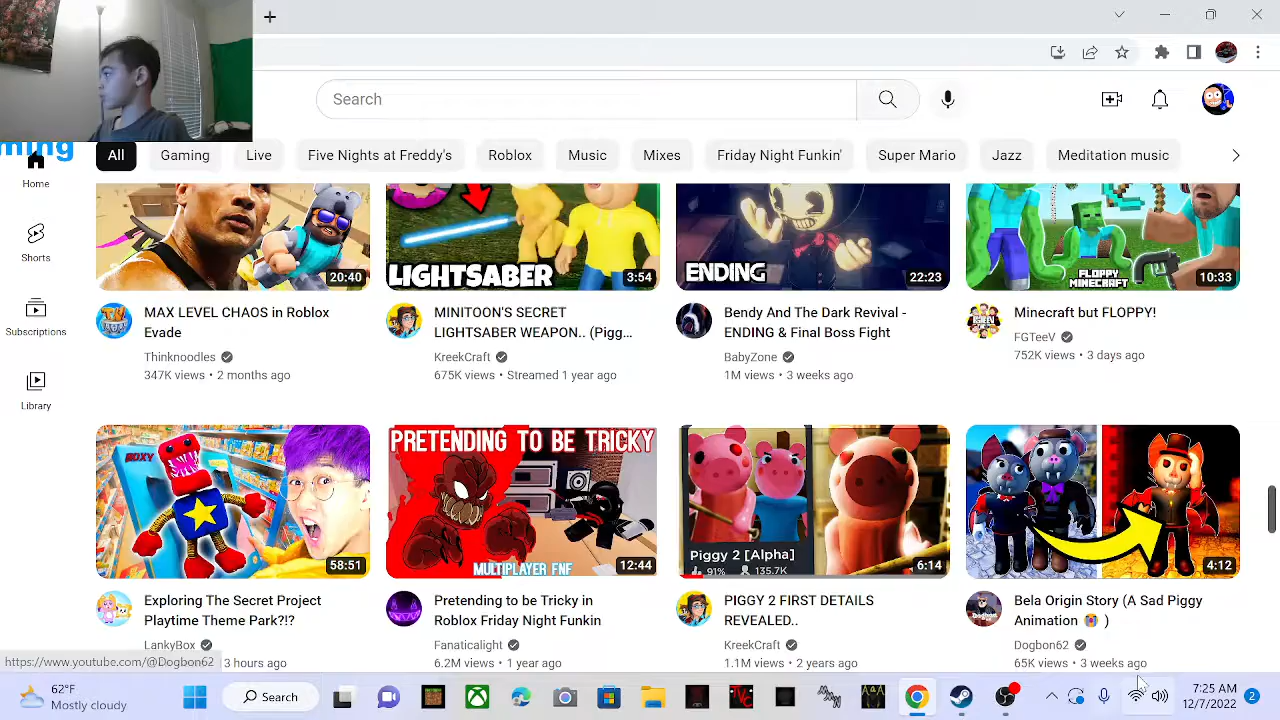 Search
ming
All
Gaming
Live
Five Nights at Freddy's
Roblox
Music
Mixes
Friday Night Funkin'
Super Mario
Jazz
Meditation music
Home
Shorts
Subscriptions
Library
20:40
LIGHTSABER
3:54
ENDING
22:23
FLOPPY
MINECRAFT
10:33
MAX LEVEL CHAOS in Roblox
Evade
Thinknoodles
347K views • 2 months ago
MINITOON'S SECRET
LIGHTSABER WEAPON.. (Pigg...
KreekCraft
675K views • Streamed 1 year ago
Bendy And The Dark Revival -
ENDING & Final Boss Fight
BabyZone
1M views • 3 weeks ago
Minecraft but FLOPPY!
FGTeeV
752K views • 3 days ago
BOXY
58:51
PRETENDING TO BE TRICKY
MULTIPLAYER FNF
12:44
Piggy 2 [Alpha]
91% 135.7K
6:14
4:12
Exploring The Secret Project
Playtime Theme Park?!?
LankyBox
3 hours ago
Pretending to be Tricky in
Roblox Friday Night Funkin
Fanaticalight
6.2M views • 1 year ago
PIGGY 2 FIRST DETAILS
REVEALED..
KreekCraft
1.1M views • 2 years ago
Bela Origin Story (A Sad Piggy
Animation )
Dogbon62
65K views • 3 weeks ago
https://www.youtube.com/@Dogbon62
62°F
Mostly cloudy
Search
7:25 AM
12/7/2022
2